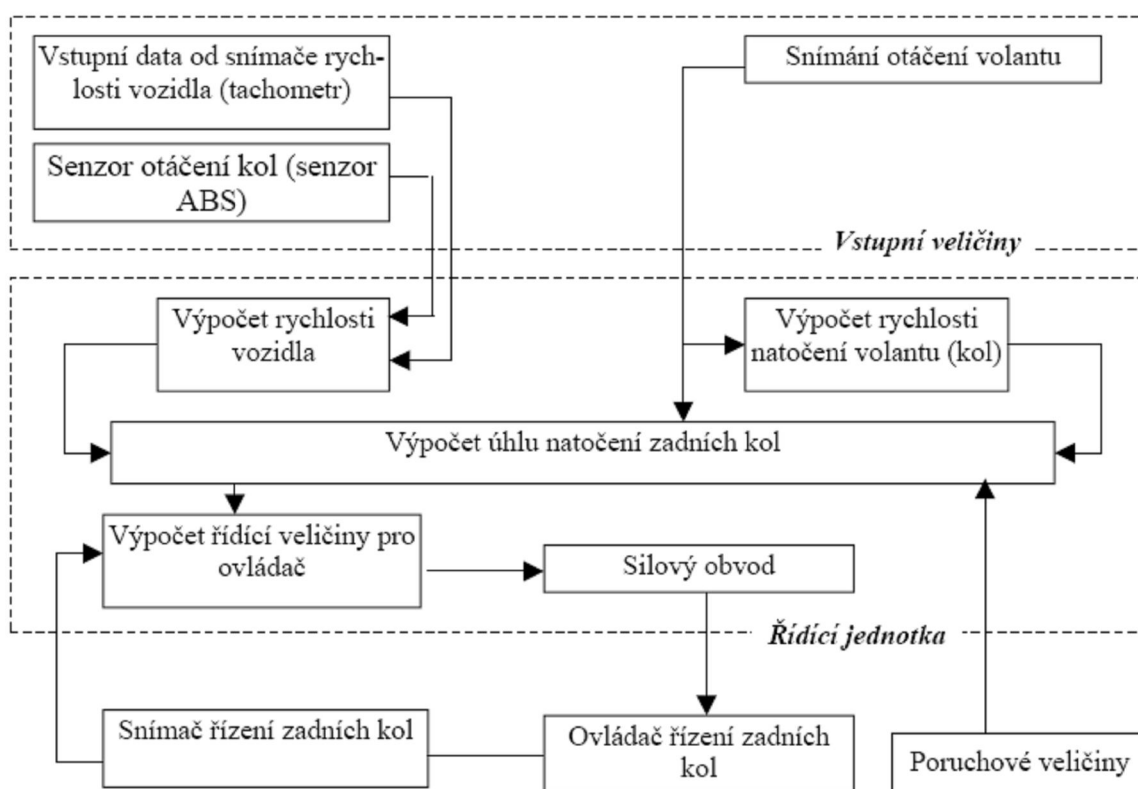 Vstupní data od snímače rych-
losti vozidla (tachometr)
Snímání otáčení volantu
Senzor otáčení kol (senzor
ABS)
Vstupní veličiny
Výpočet rychlosti
vozidla
Výpočet rychlosti
natočení volantu (kol)
Výpočet úhlu natočení zadních kol
Výpočet řídící veličiny pro
ovládač
Silový obvod
Řídící jednotka
Snímač řízení zadních kol
Ovládač řízení zadních
kol
Poruchové veličiny